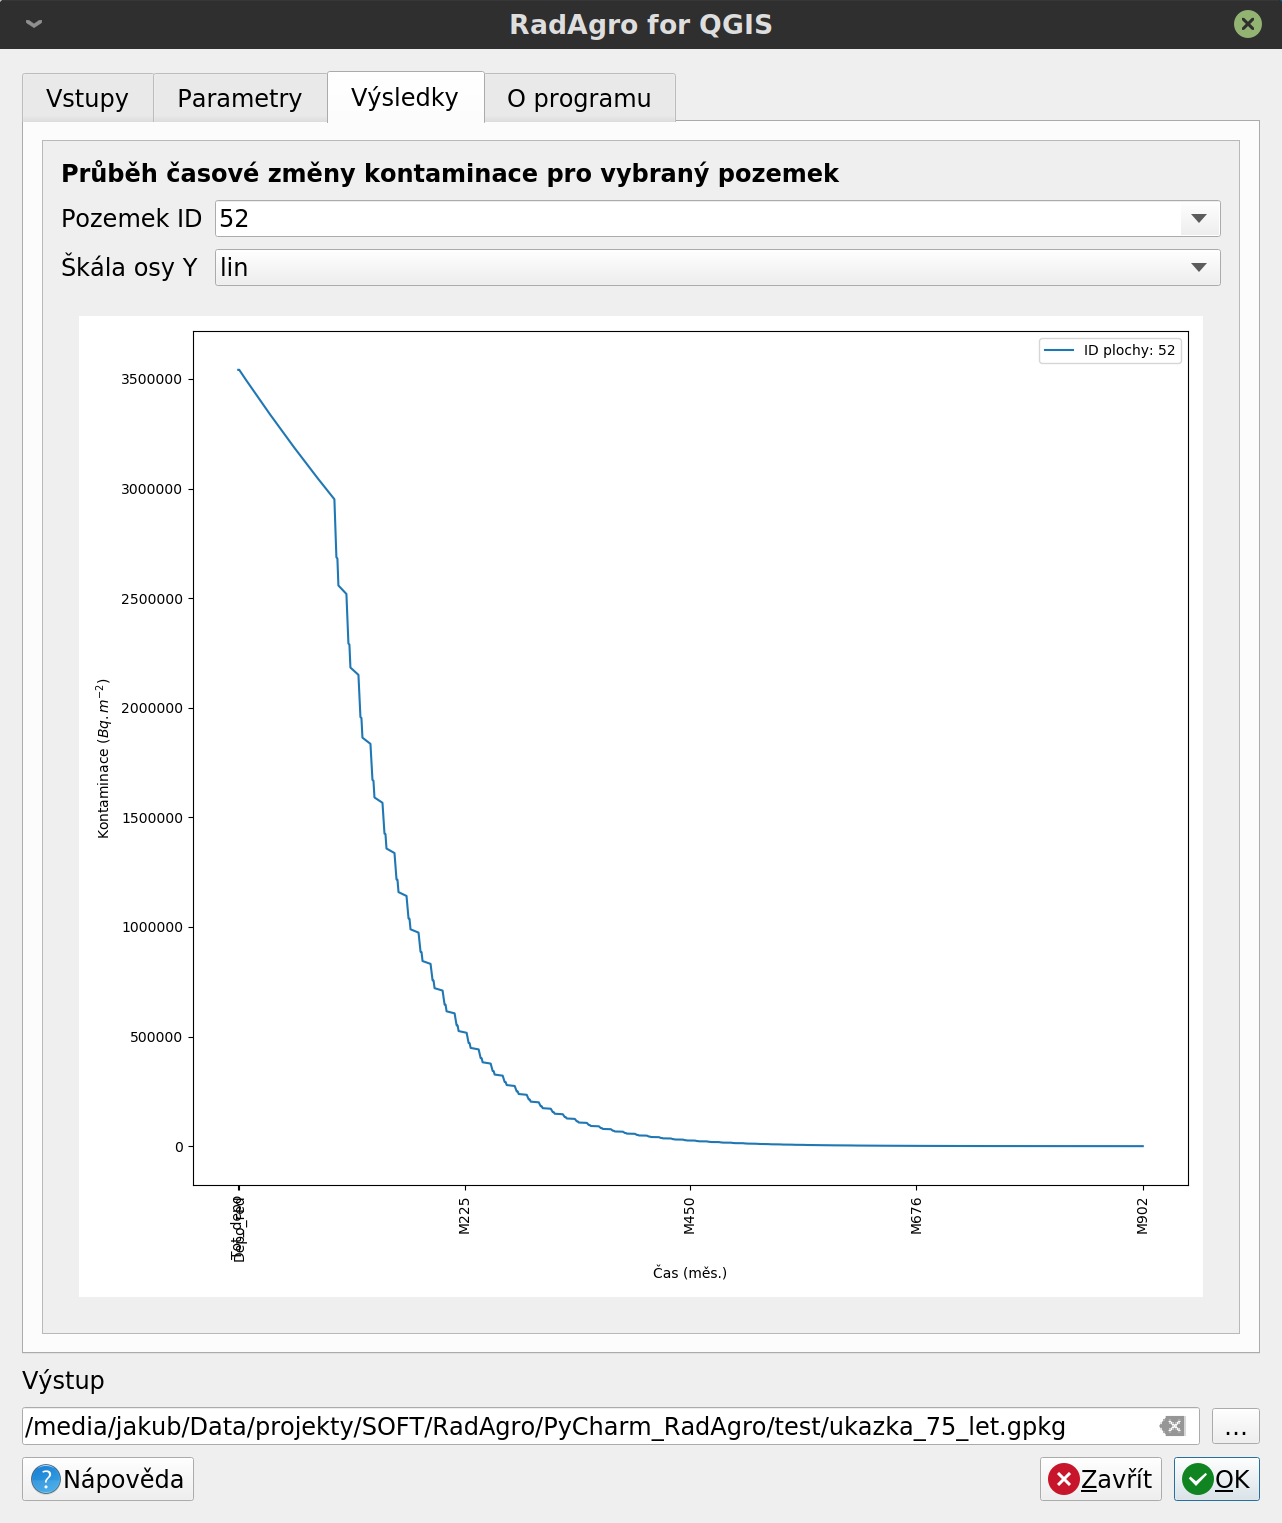 RadAgro for QGIS
Vstupy Parametry Výsledky O programu
Průběh časové změny kontaminace pro vybraný pozemek
Pozemek ID 52
Škála osy Y lin
ID plochy: 52
3500000
3000000
2500000
2000000
1500000
1000000
500000
0
Kontaminace (Bq.m⁻²)
Tot_depo
Depo_red
M225
M450
M676
M902
Čas (měs.)
Výstup
/media/jakub/Data/projekty/SOFT/RadAgro/PyCharm_RadAgro/test/ukazka_75_let.gpkg ...
Nápověda Zavřít OK